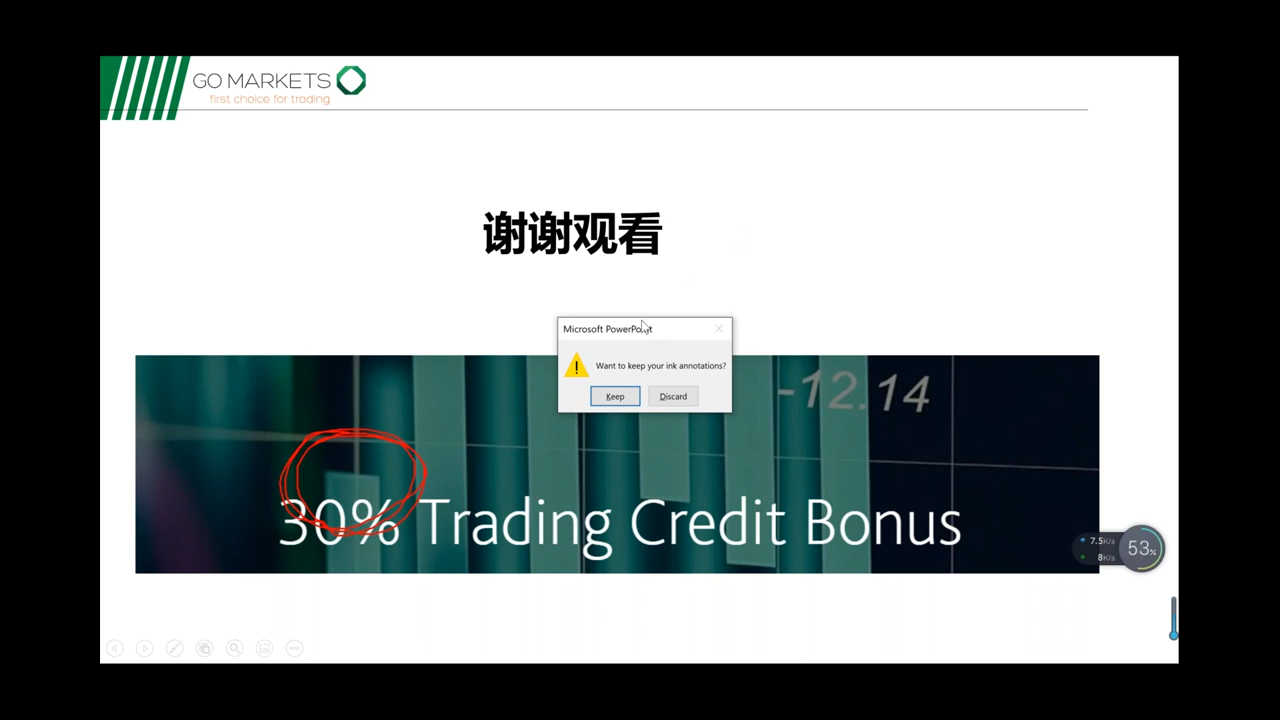 GO MARKETS
first choice for trading
谢谢观看
Microsoft PowerPoint
Want to keep your ink annotations?
Keep
Discard
-12.14
30% Trading Credit Bonus
7.5K/s
8K/s
53%